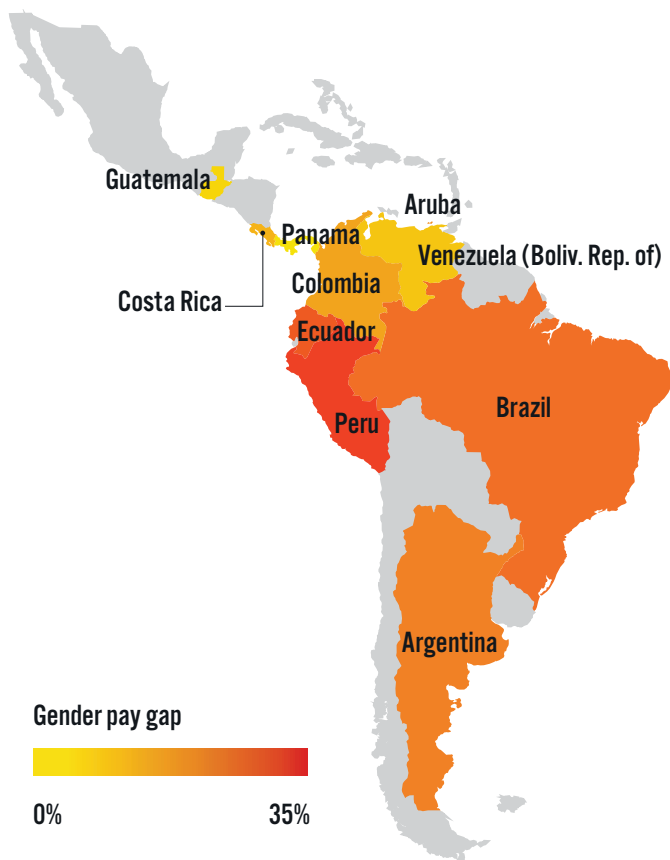 Guatemala
Aruba
Panama
Venezuela (Boliv. Rep. of)
Colombia
Costa Rica
Ecuador
Brazil
Peru
Argentina
Gender pay gap
0%
35%